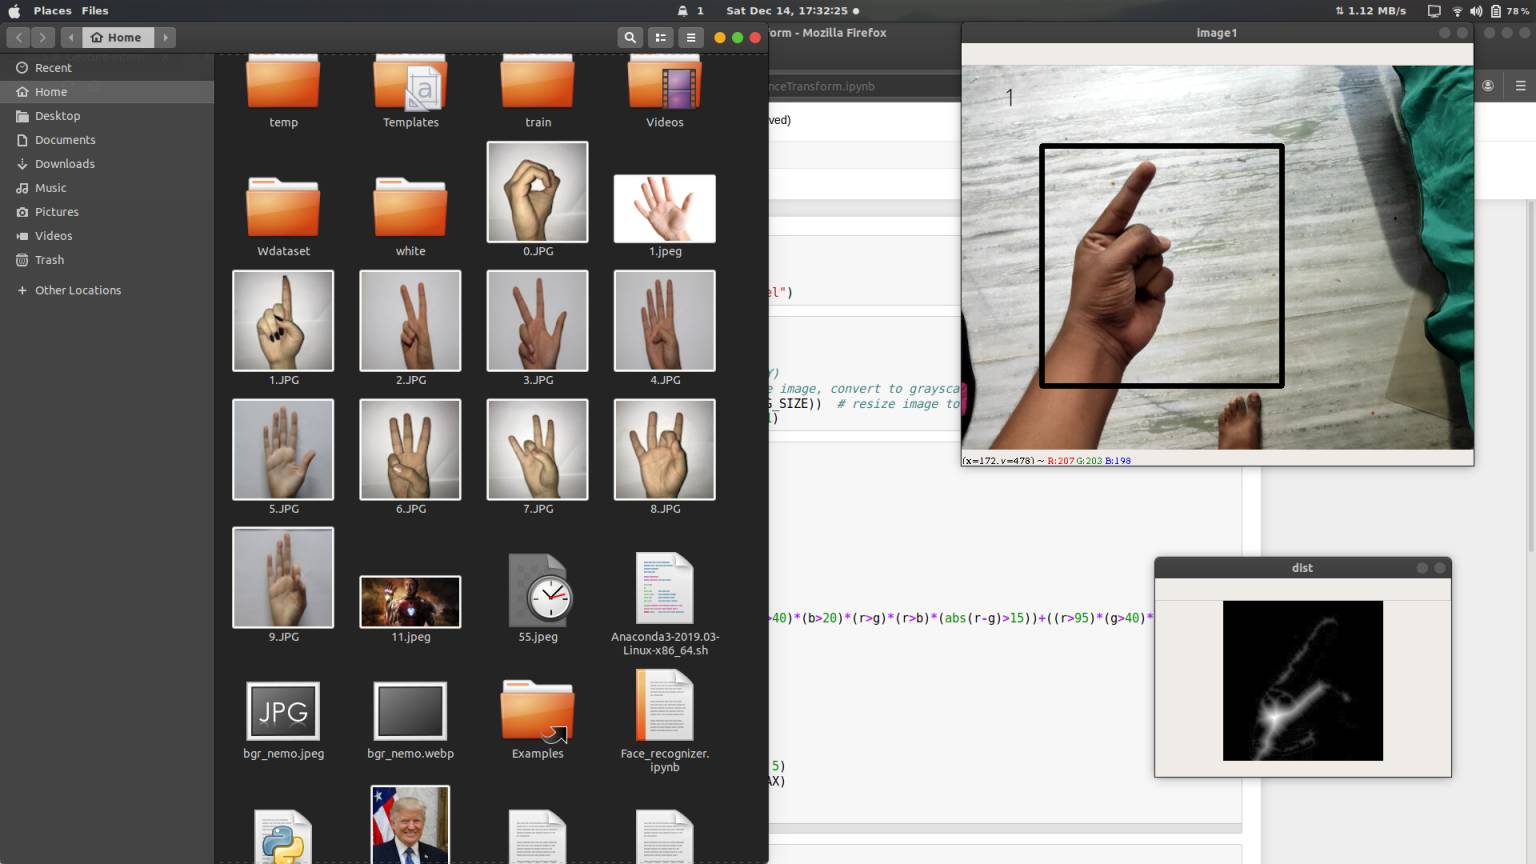 Places Files
1
Sat Dec 14, 17:32:25
1.12 MB/s
78 %
Home
Recent
Home
Desktop
Documents
Downloads
Music
Pictures
Videos
Trash
Other Locations
temp
Templates
train
Videos
Wdataset
white
0.JPG
1.jpeg
1.JPG
2.JPG
3.JPG
4.JPG
5.JPG
6.JPG
7.JPG
8.JPG
9.JPG
11.jpeg
55.jpeg
Anaconda3-2019.03-
Linux-x86_64.sh
JPG
bgr_nemo.jpeg
bgr_nemo.webp
Examples
Face_recognizer.
ipynb
orm - Mozilla Firefox
nceTransform.ipynb
ved)
el")
)
e image, convert to graysca
G_SIZE)) # resize image to
)
>40)*(b>20)*(r>g)*(r>b)*(abs(r-g)>15))+((r>95)*(g>40)*
5)
AX)
image1
1
(x=172, y=478) ~ R:207 G:203 B:198
dist